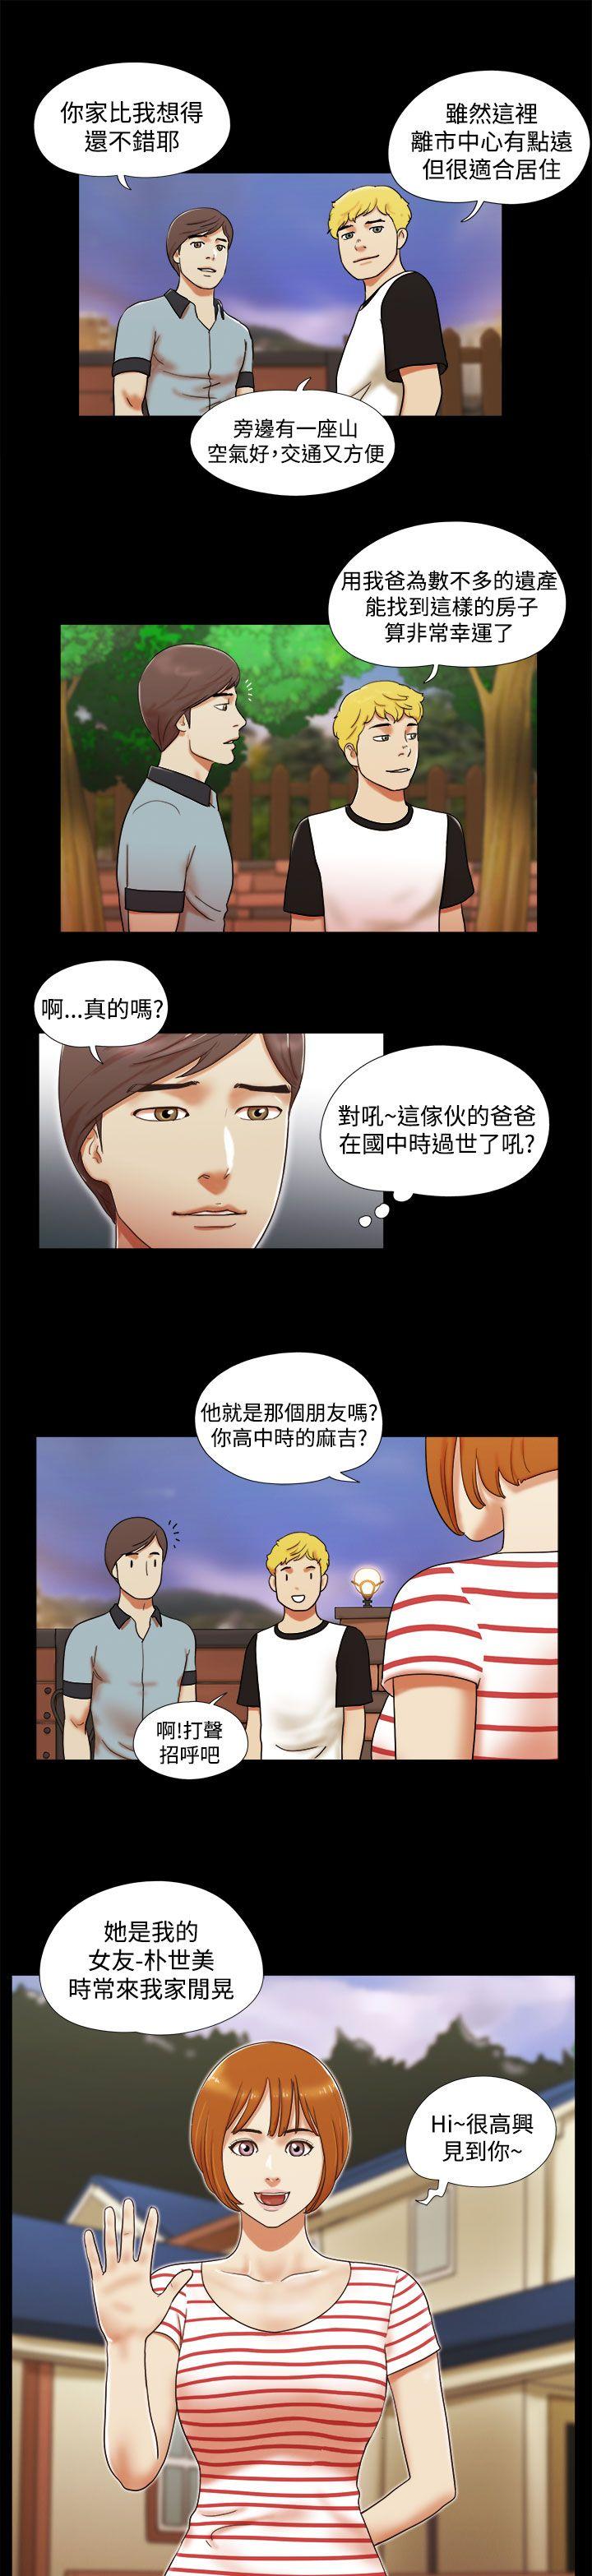 你家比我想得
還不錯耶
雖然這裡
離市中心有點遠
但很適合居住
旁邊有一座山
空氣好，交通又方便
用我爸為數不多的遺產
能找到這樣的房子
算非常幸運了
啊...真的嗎?
對吼~這傢伙的爸爸
在國中時過世了吼?
他就是那個朋友嗎?
你高中時的麻吉?
啊!打聲
招呼吧
她是我的
女友-朴世美
時常來我家閒晃
Hi~很高興
見到你~